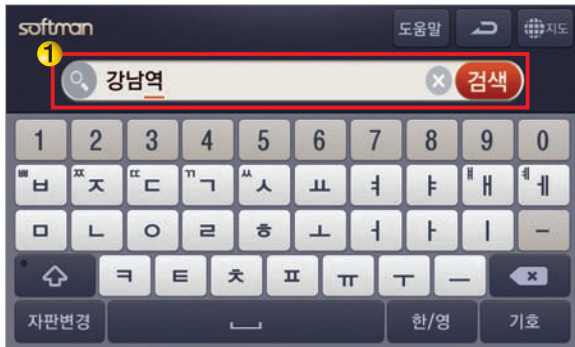 softman 도움말 지도
1
강남역 검색
1 2 3 4 5 6 7 8 9 0
ㅃ ㅂ ㅉ ㅈ ㄸ ㄷ ㄲ ㄱ ㅆ ㅅ ㅛ ㅕ ㅑ ㅒ ㅐ ㅖ ㅔ
ㅁ ㄴ ㅇ ㄹ ㅎ ㅗ ㅓ ㅏ ㅣ -
ㅋ ㅌ ㅊ ㅍ ㅠ ㅜ ㅡ
자판변경 한/영 기호